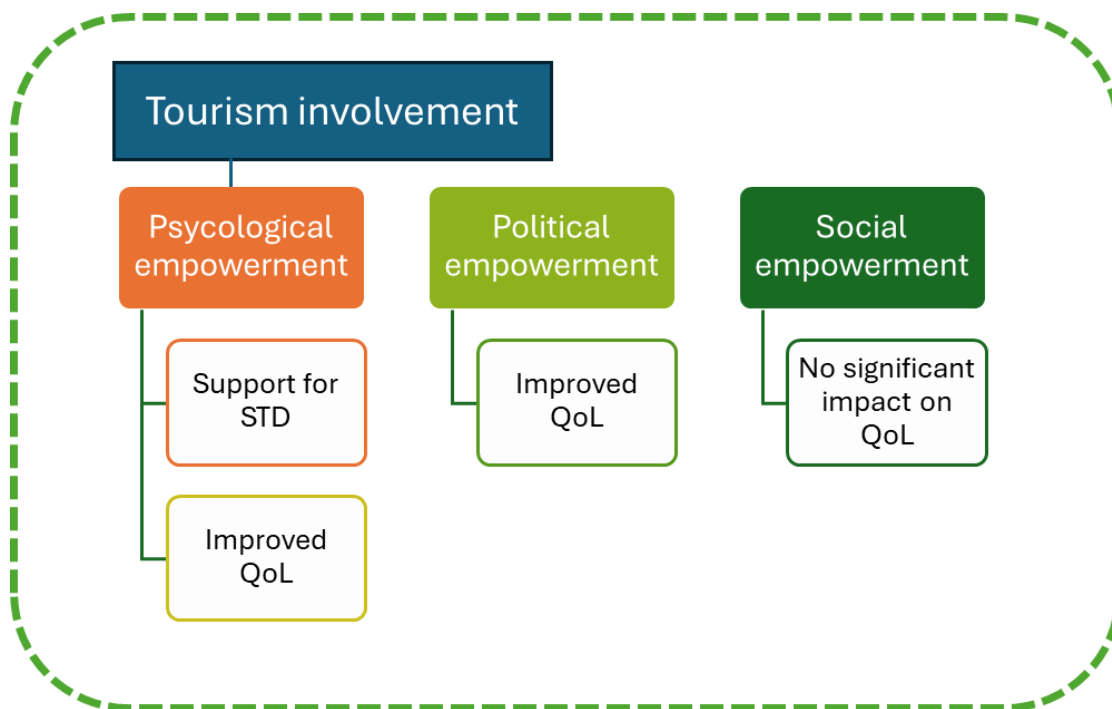 Tourism involvement
Psycological
empowerment
Support for
STD
Improved
QoL
Political
empowerment
Improved
QoL
Social
empowerment
No significant
impact on
QoL